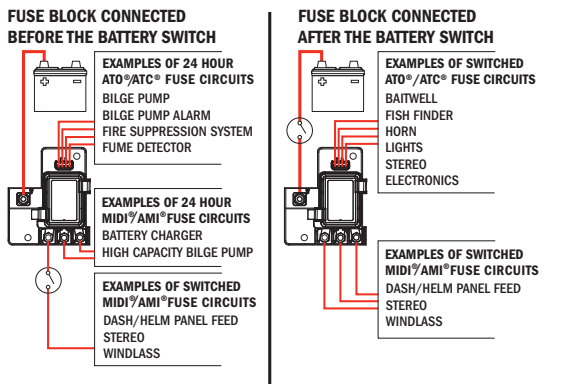 FUSE BLOCK CONNECTED
BEFORE THE BATTERY SWITCH
EXAMPLES OF 24 HOUR
ATO®/ATC® FUSE CIRCUITS
BILGE PUMP
BILGE PUMP ALARM
FIRE SUPPRESSION SYSTEM
FUME DETECTOR
EXAMPLES OF 24 HOUR
MIDI®/AMI®FUSE CIRCUITS
BATTERY CHARGER
HIGH CAPACITY BILGE PUMP
EXAMPLES OF SWITCHED
MIDI®/AMI®FUSE CIRCUITS
DASH/HELM PANEL FEED
STEREO
WINDLASS
+ −
FUSE BLOCK CONNECTED
AFTER THE BATTERY SWITCH
EXAMPLES OF SWITCHED
ATO®/ATC® FUSE CIRCUITS
BAITWELL
FISH FINDER
HORN
LIGHTS
STEREO
ELECTRONICS
EXAMPLES OF SWITCHED
MIDI®/AMI®FUSE CIRCUITS
DASH/HELM PANEL FEED
STEREO
WINDLASS
+ −